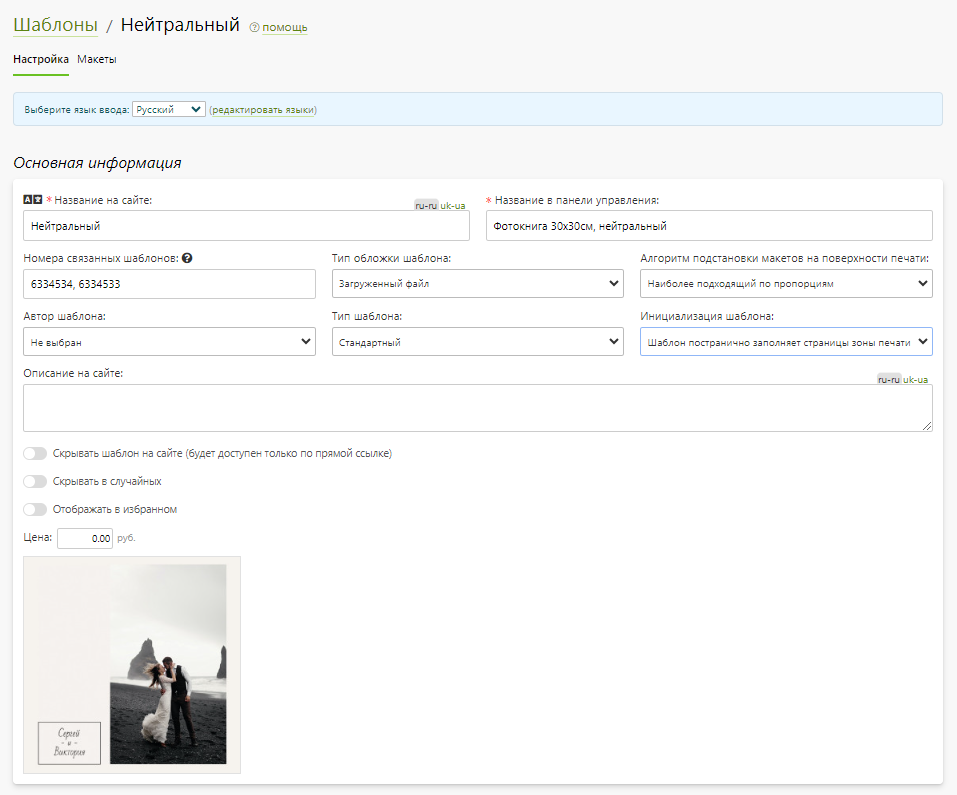 Шаблоны / Нейтральный ? помощь
Настройка Макеты
Выберите язык ввода: Русский (редактировать языки)
Основная информация
* Название на сайте: ru-ru uk-ua
* Название в панели управления:
Нейтральный
Фотокнига 30x30см, нейтральный
Номера связанных шаблонов: ?
Тип обложки шаблона:
Алгоритм подстановки макетов на поверхности печати:
6334534, 6334533
Загруженный файл
Наиболее подходящий по пропорциям
Автор шаблона:
Тип шаблона:
Инициализация шаблона:
Не выбран
Стандартный
Шаблон постранично заполняет страницы зоны печати
Описание на сайте: ru-ru uk-ua
Скрывать шаблон на сайте (будет доступен только по прямой ссылке)
Скрывать в случайных
Отображать в избранном
Цена: 0.00 руб.
Сергей
- и -
Виктория